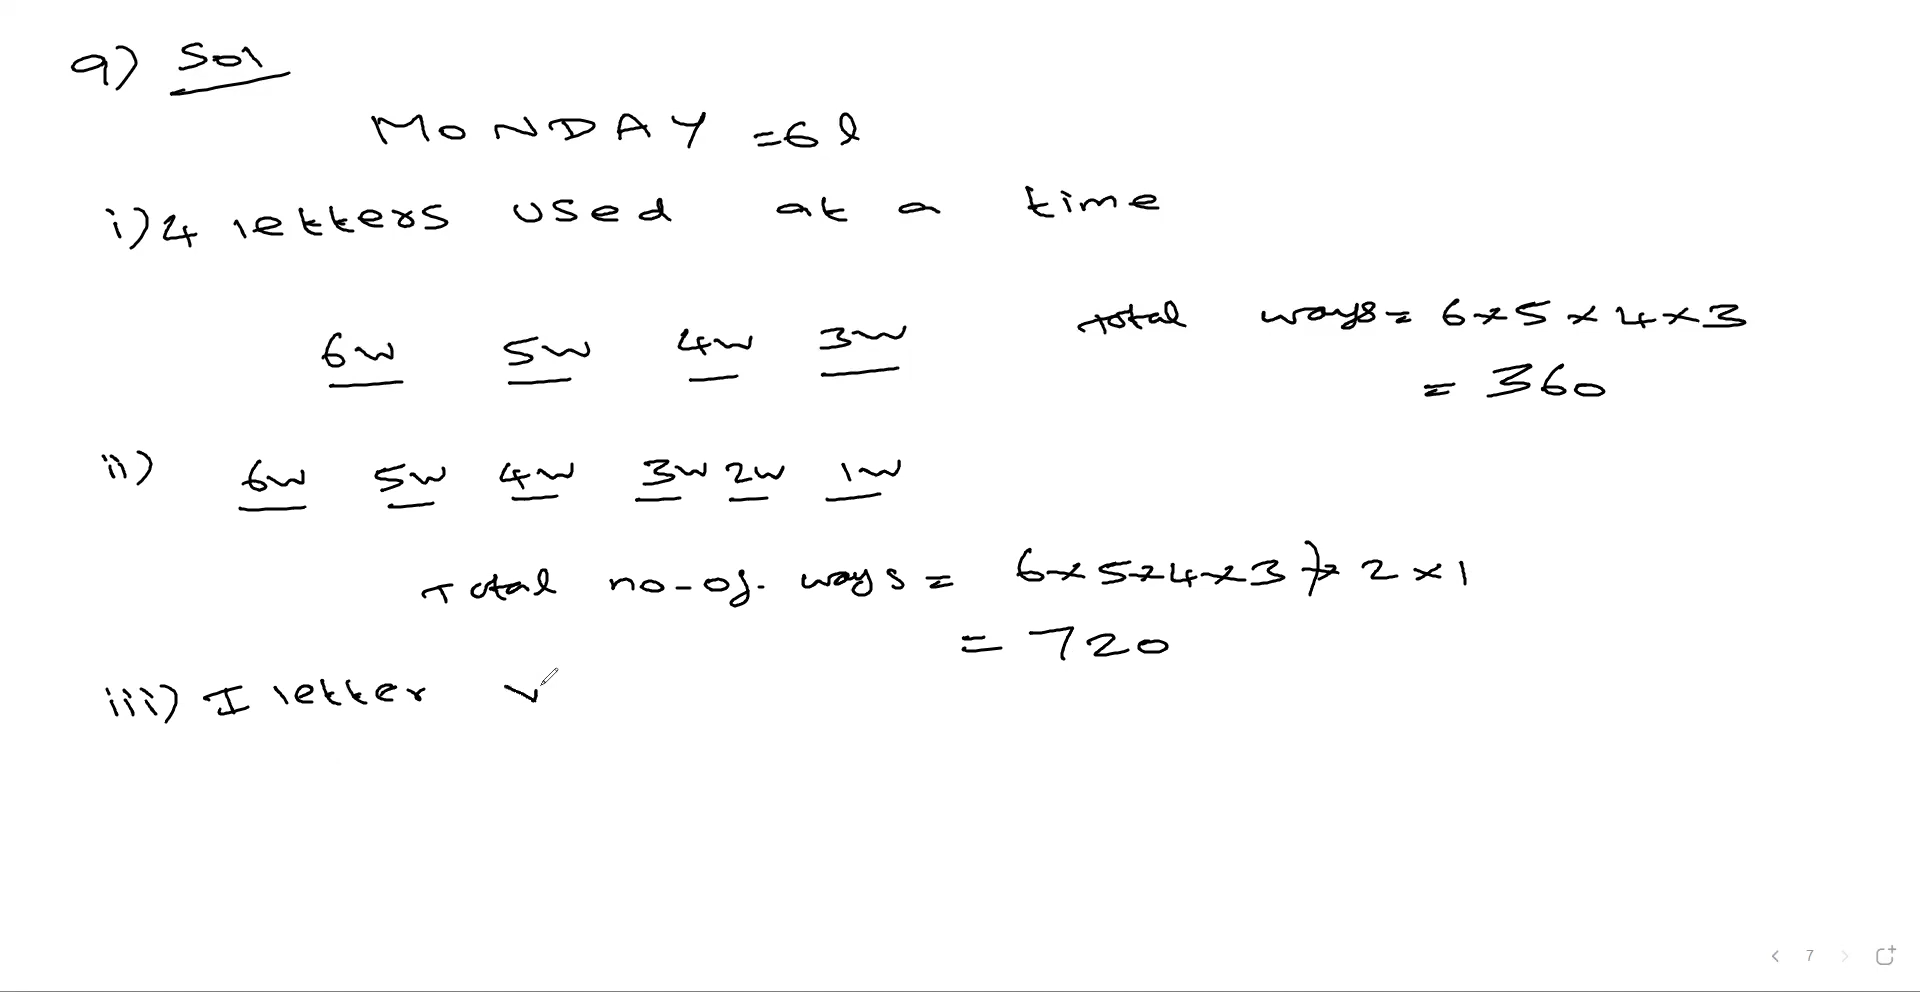 9) Sol
MONDAY = 6 l
i) 4 letters used at a time
6w 5w 4w 3w
total ways = 6 x 5 x 4 x 3
= 360
ii) 6w 5w 4w 3w 2w 1w
Total no-of. ways = 6 x 5 x 4 x 3 x 2 x 1
= 720
iii) I letter v
7